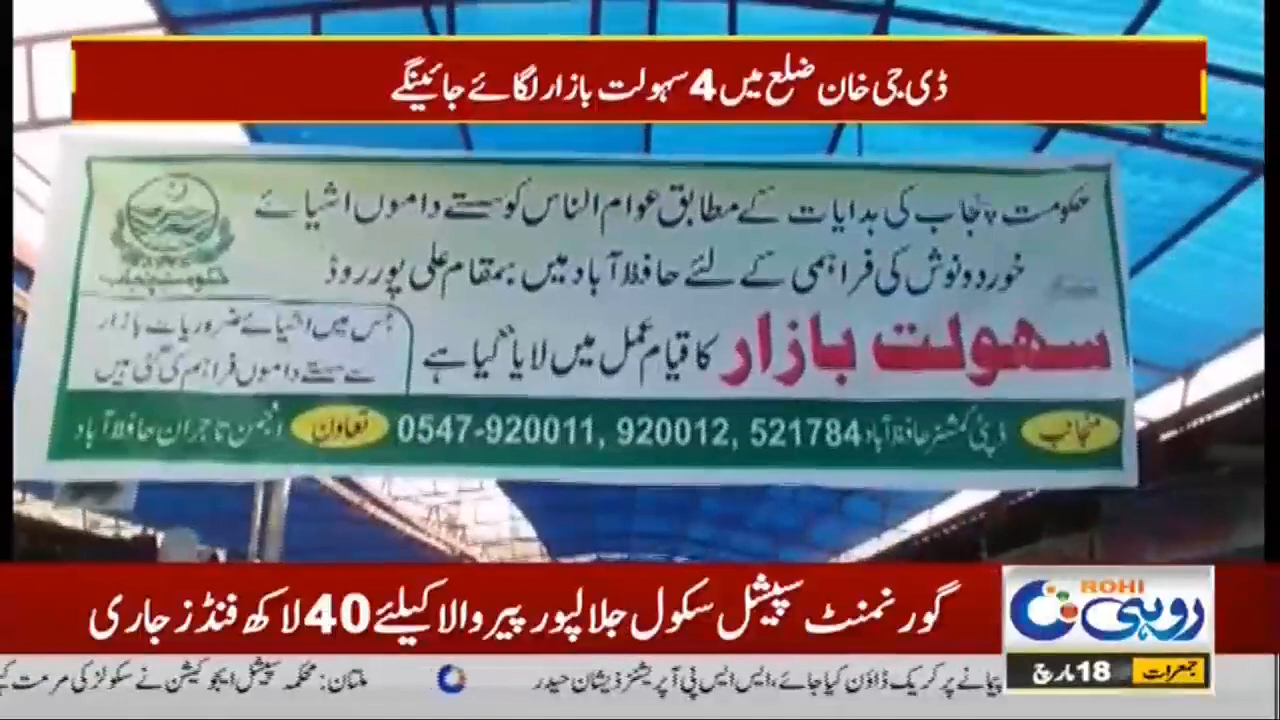 ڈی جی خان ضلع میں 4 سہولت بازار لگائے جائینگے
حکومت پنجاب کی ہدایات کے مطابق عوام الناس کو سستے داموں اشیائے
خورد و نوش کی فراہمی کے لئے حافظ آباد میں بمقام علی پور روڈ
سہولت بازار کا قیام عمل میں لایا گیا ہے
حکومت پنجاب
جس میں اشیائے ضروریات بازار
سے سستے داموں فراہم کی گئی ہیں
منجانب ڈپٹی کمشنر حافظ آباد 0547-920011, 920012, 521784 تعاون انجمن تاجران حافظ آباد
گورنمنٹ سپیشل سکول جلالپور پیر والا کیلئے 40 لاکھ فنڈز جاری
ROHI
روہی
جمعرات 18 مارچ
پیمانے پر کریک ڈاؤن کیا جائے، ایس ایس پی آپریشنز ذیشان حیدر ملتان: محکمہ سپیشل ایجوکیشن نے سکولز کی مرمت